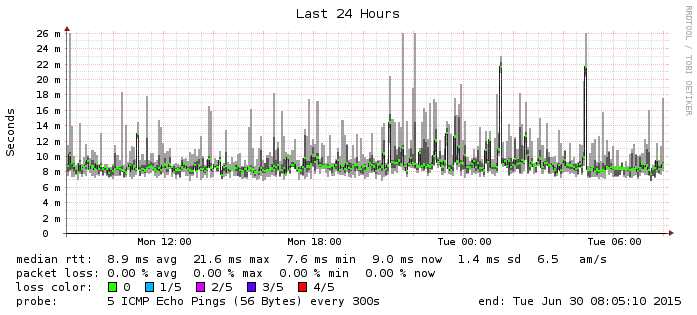 Last 24 Hours
RRDTOOL / TOBI OETIKER
Seconds
26 m
24 m
22 m
20 m
18 m
16 m
14 m
12 m
10 m
8 m
6 m
4 m
2 m
0
Mon 12:00 Mon 18:00 Tue 00:00 Tue 06:00
median rtt: 8.9 ms avg 21.6 ms max 7.6 ms min 9.0 ms now 1.4 ms sd 6.5 am/s
packet loss: 0.00 % avg 0.00 % max 0.00 % min 0.00 % now
loss color: 0 1/5 2/5 3/5 4/5
probe: 5 ICMP Echo Pings (56 Bytes) every 300s end: Tue Jun 30 08:05:10 2015